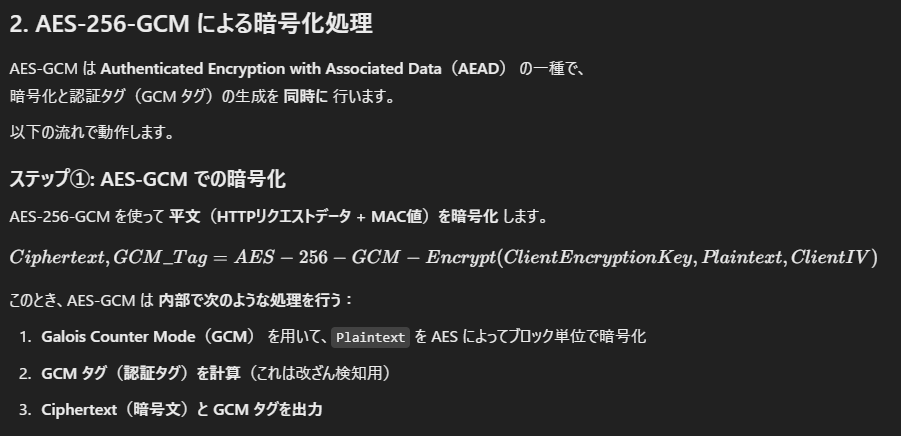 2. AES-256-GCM による暗号化処理
AES-GCM は Authenticated Encryption with Associated Data（AEAD） の一種で、
暗号化と認証タグ（GCM タグ）の生成を 同時に 行います。
以下の流れで動作します。
ステップ①: AES-GCM での暗号化
AES-256-GCM を使って 平文（HTTPリクエストデータ + MAC値）を暗号化 します。
Ciphertext, GCM_Tag = AES − 256 − GCM − Encrypt(ClientEncryptionKey, Plaintext, ClientIV)
このとき、AES-GCM は 内部で次のような処理を行う：
1. Galois Counter Mode（GCM） を用いて、 Plaintext を AES によってブロック単位で暗号化
2. GCM タグ（認証タグ）を計算（これは改ざん検知用）
3. Ciphertext（暗号文）と GCM タグを出力